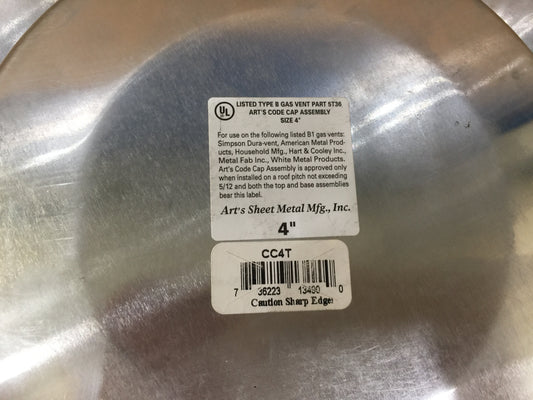 UL
LISTED TYPE B GAS VENT PART 5T36
ART'S CODE CAP ASSEMBLY
SIZE 4"
For use on the following listed B1 gas vents:
Simpson Dura-vent, American Metal Prod-
ucts, Household Mfg., Hart & Cooley Inc.,
Metal Fab Inc., White Metal Products.
Art's Code Cap Assembly is approved only
when installed on a roof pitch not exceeding
5/12 and both the top and base assemblies
bear this label.
Art's Sheet Metal Mfg., Inc.
4"
CC4T
7 36223 13490 0
Caution Sharp Edges